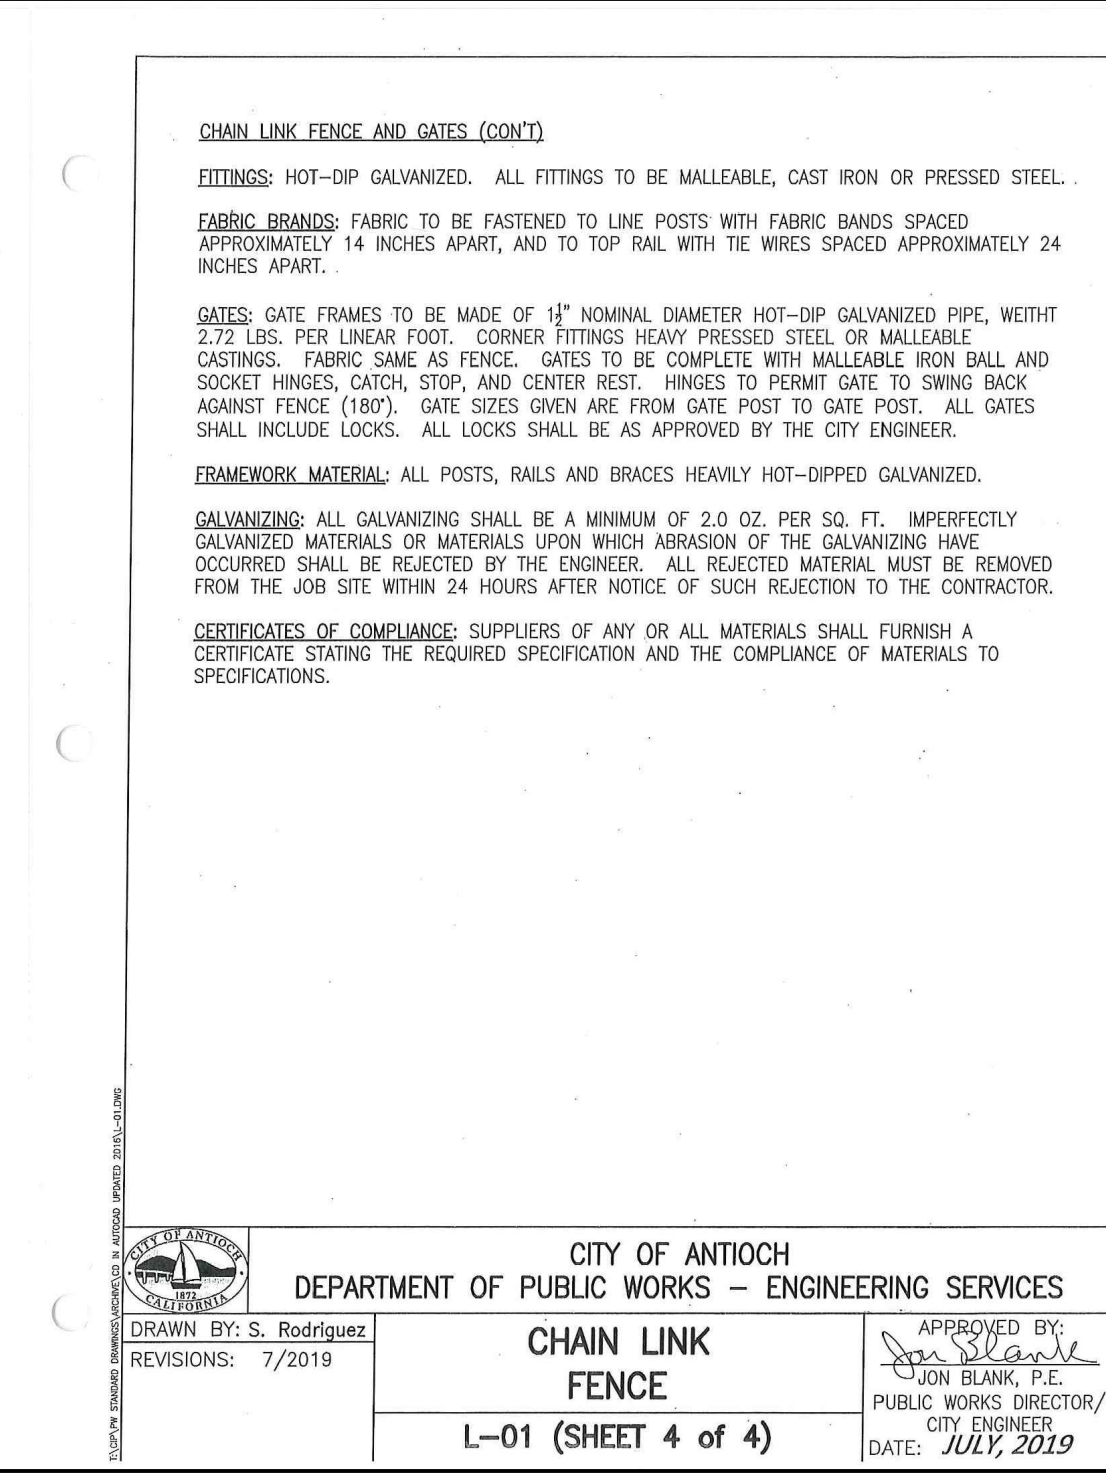 CHAIN LINK FENCE AND GATES (CON'T)
FITTINGS: HOT-DIP GALVANIZED. ALL FITTINGS TO BE MALLEABLE, CAST IRON OR PRESSED STEEL.
FABRIC BRANDS: FABRIC TO BE FASTENED TO LINE POSTS WITH FABRIC BANDS SPACED
APPROXIMATELY 14 INCHES APART, AND TO TOP RAIL WITH TIE WIRES SPACED APPROXIMATELY 24
INCHES APART.
GATES: GATE FRAMES TO BE MADE OF 1½" NOMINAL DIAMETER HOT-DIP GALVANIZED PIPE, WEITHT
2.72 LBS. PER LINEAR FOOT. CORNER FITTINGS HEAVY PRESSED STEEL OR MALLEABLE
CASTINGS. FABRIC SAME AS FENCE. GATES TO BE COMPLETE WITH MALLEABLE IRON BALL AND
SOCKET HINGES, CATCH, STOP, AND CENTER REST. HINGES TO PERMIT GATE TO SWING BACK
AGAINST FENCE (180°). GATE SIZES GIVEN ARE FROM GATE POST TO GATE POST. ALL GATES
SHALL INCLUDE LOCKS. ALL LOCKS SHALL BE AS APPROVED BY THE CITY ENGINEER.
FRAMEWORK MATERIAL: ALL POSTS, RAILS AND BRACES HEAVILY HOT-DIPPED GALVANIZED.
GALVANIZING: ALL GALVANIZING SHALL BE A MINIMUM OF 2.0 OZ. PER SQ. FT. IMPERFECTLY
GALVANIZED MATERIALS OR MATERIALS UPON WHICH ABRASION OF THE GALVANIZING HAVE
OCCURRED SHALL BE REJECTED BY THE ENGINEER. ALL REJECTED MATERIAL MUST BE REMOVED
FROM THE JOB SITE WITHIN 24 HOURS AFTER NOTICE OF SUCH REJECTION TO THE CONTRACTOR.
CERTIFICATES OF COMPLIANCE: SUPPLIERS OF ANY OR ALL MATERIALS SHALL FURNISH A
CERTIFICATE STATING THE REQUIRED SPECIFICATION AND THE COMPLIANCE OF MATERIALS TO
SPECIFICATIONS.
T:\CIP\PW STANDARD DRAWINGS\ARCHIVE\CD IN AUTOCAD UPDATED 2016\L-01.DWG
CITY OF ANTIOCH
1872
CALIFORNIA
CITY OF ANTIOCH
DEPARTMENT OF PUBLIC WORKS - ENGINEERING SERVICES
DRAWN BY: S. Rodriguez
REVISIONS: 7/2019
CHAIN LINK
FENCE
L-01 (SHEET 4 of 4)
APPROVED BY:
Jon Blank
JON BLANK, P.E.
PUBLIC WORKS DIRECTOR/
CITY ENGINEER
DATE: JULY, 2019